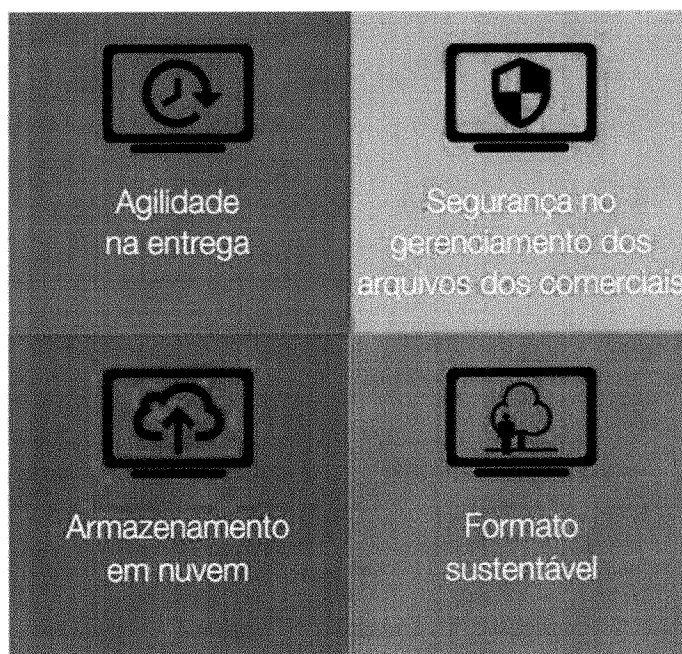 Agilidade
na entrega
Segurança no
gerenciamento dos
arquivos dos comerciais
Armazenamento
em nuvem
Formato
sustentável